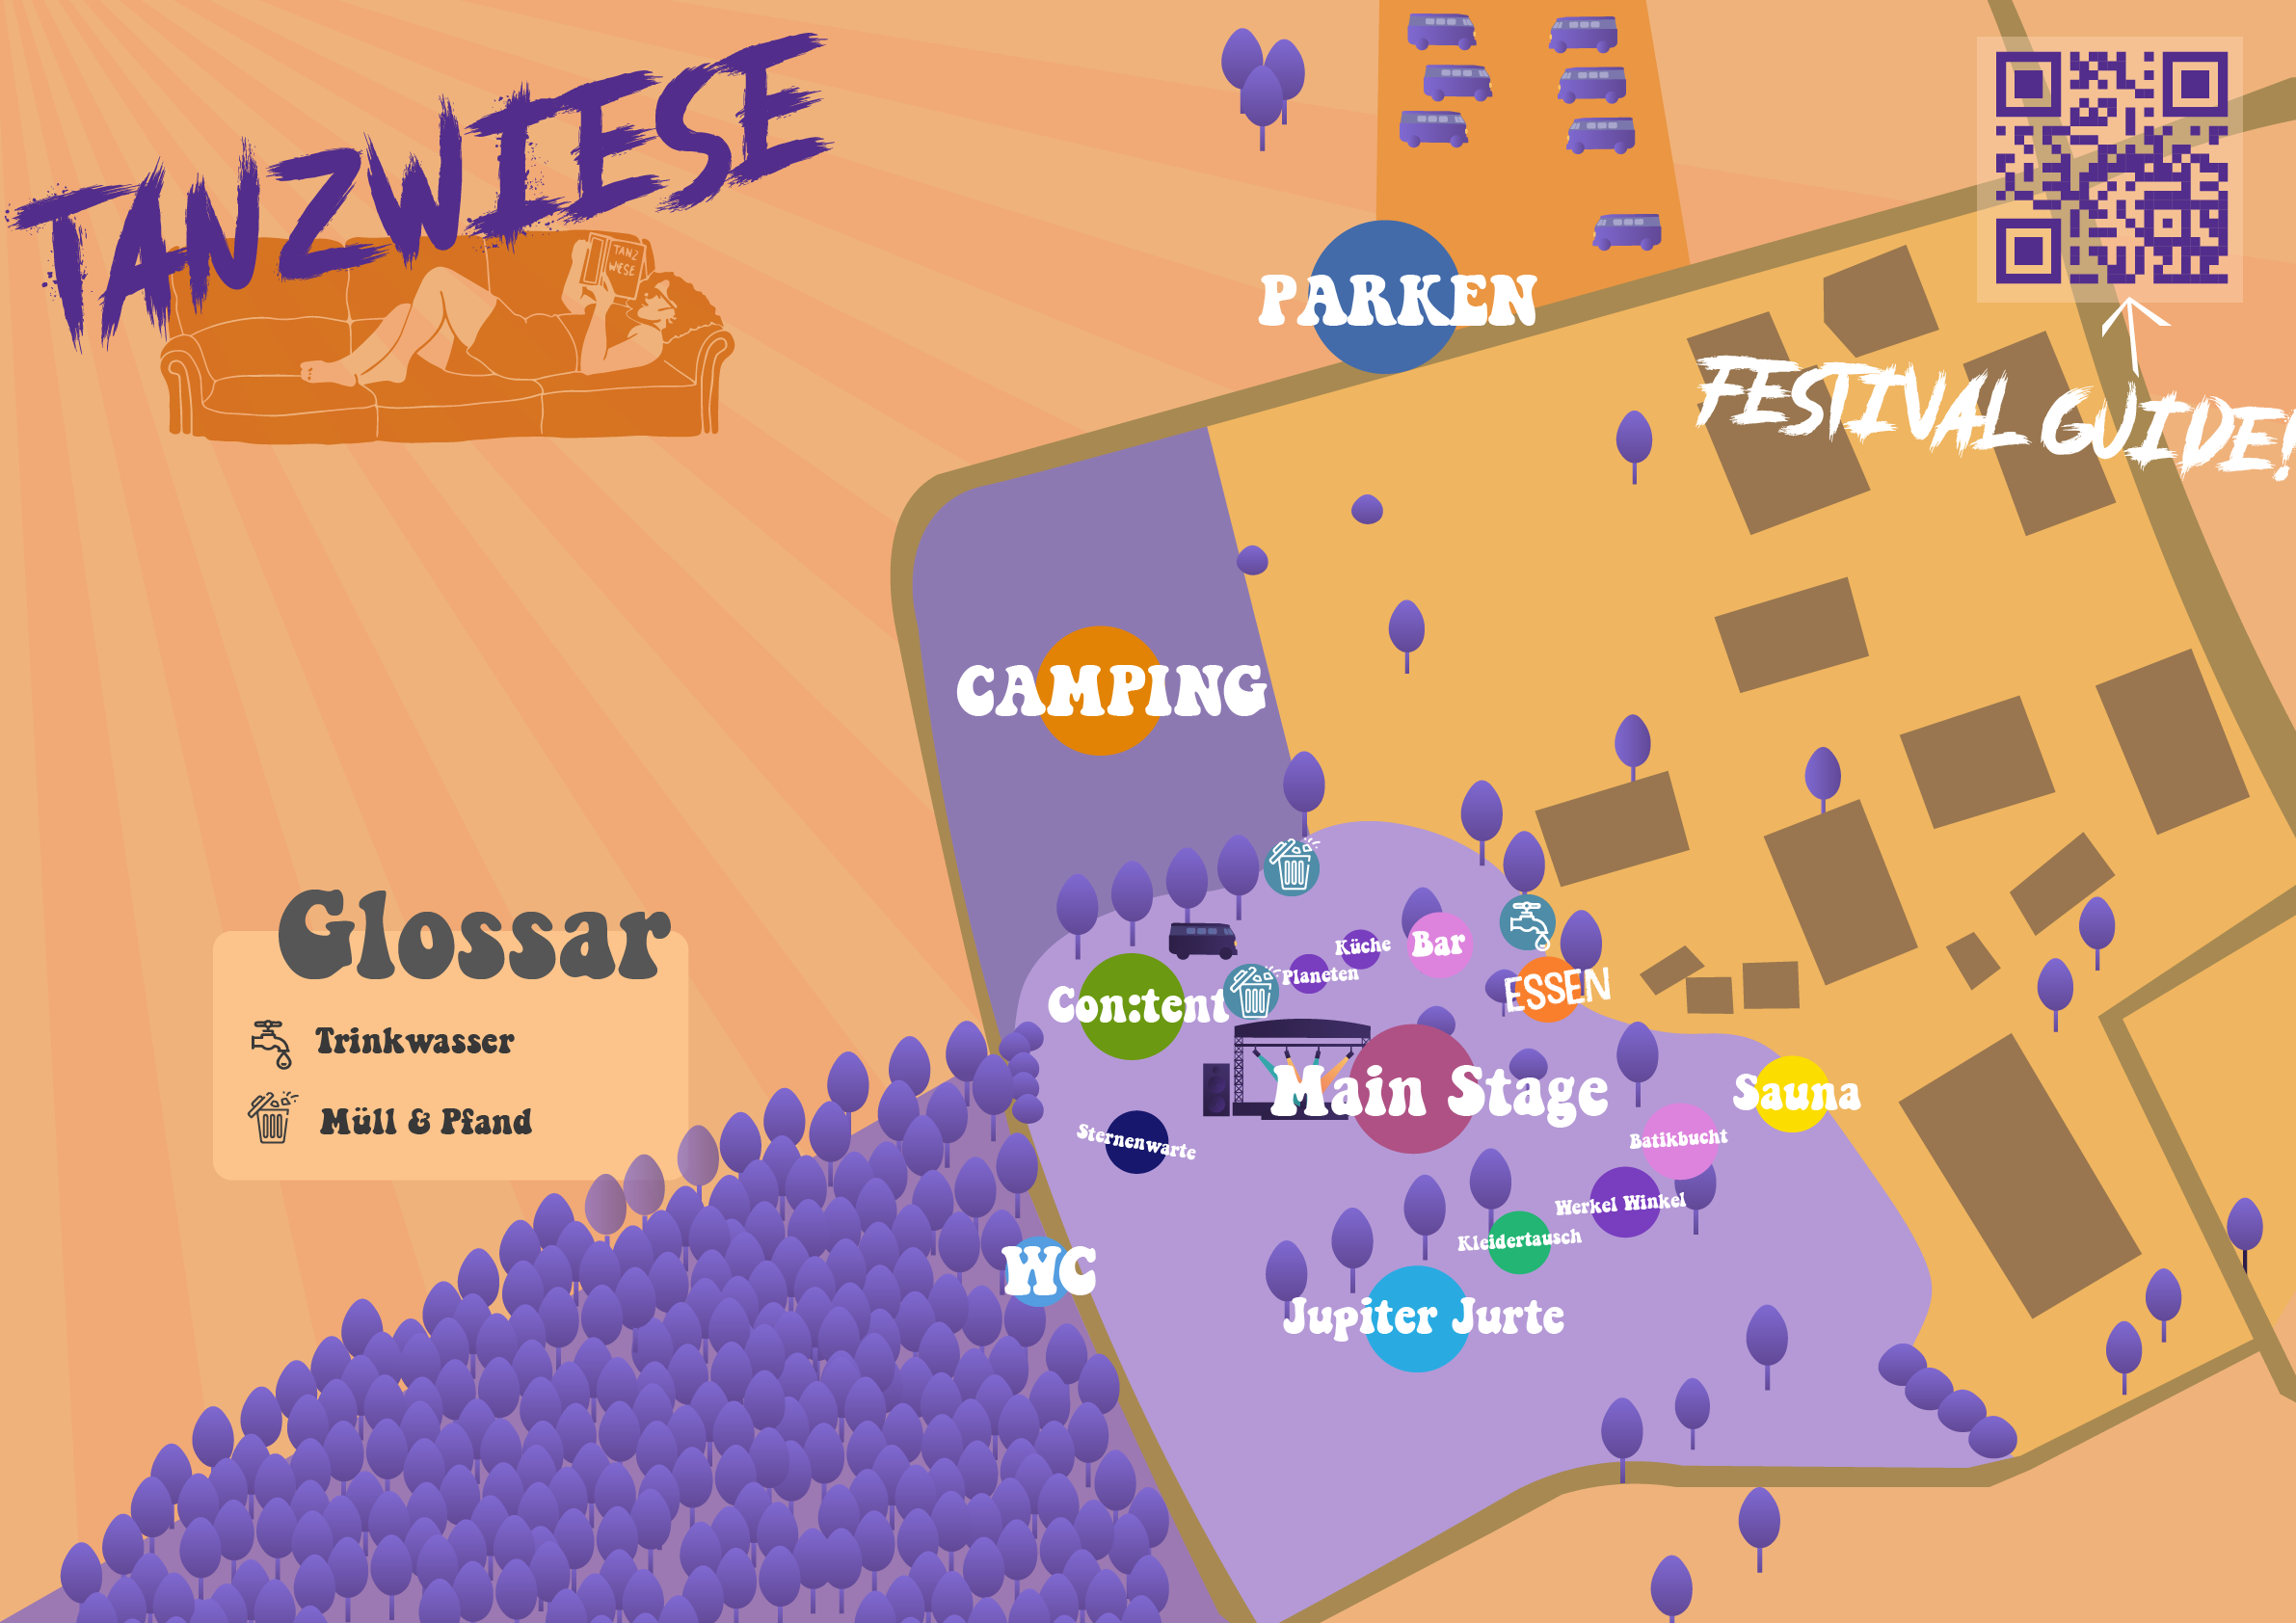 TANZWIESE
TANZ
WIESE
PARKEN
FESTIVAL GUIDE!
CAMPING
Küche
Bar
Planeten
Con:tent
ESSEN
Main Stage
Sauna
Sternenwarte
Batikbucht
Werkel Winkel
Kleidertausch
WC
Jupiter Jurte
Glossar
Trinkwasser
Müll & Pfand